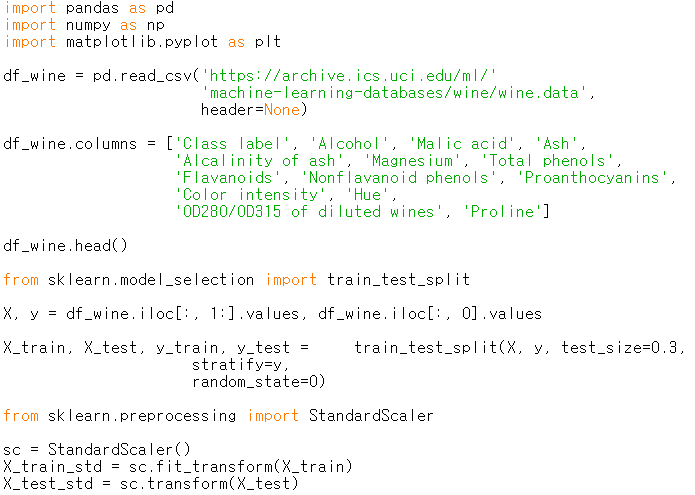 import pandas as pd
import numpy as np
import matplotlib.pyplot as plt
df_wine = pd.read_csv('https://archive.ics.uci.edu/ml/'
'machine-learning-databases/wine/wine.data',
header=None)
df_wine.columns = ['Class label', 'Alcohol', 'Malic acid', 'Ash',
'Alcalinity of ash', 'Magnesium', 'Total phenols',
'Flavanoids', 'Nonflavanoid phenols', 'Proanthocyanins',
'Color intensity', 'Hue',
'OD280/OD315 of diluted wines', 'Proline']
df_wine.head()
from sklearn.model_selection import train_test_split
X, y = df_wine.iloc[:, 1:].values, df_wine.iloc[:, 0].values
X_train, X_test, y_train, y_test =     train_test_split(X, y, test_size=0.3,
stratify=y,
random_state=0)
from sklearn.preprocessing import StandardScaler
sc = StandardScaler()
X_train_std = sc.fit_transform(X_train)
X_test_std = sc.transform(X_test)